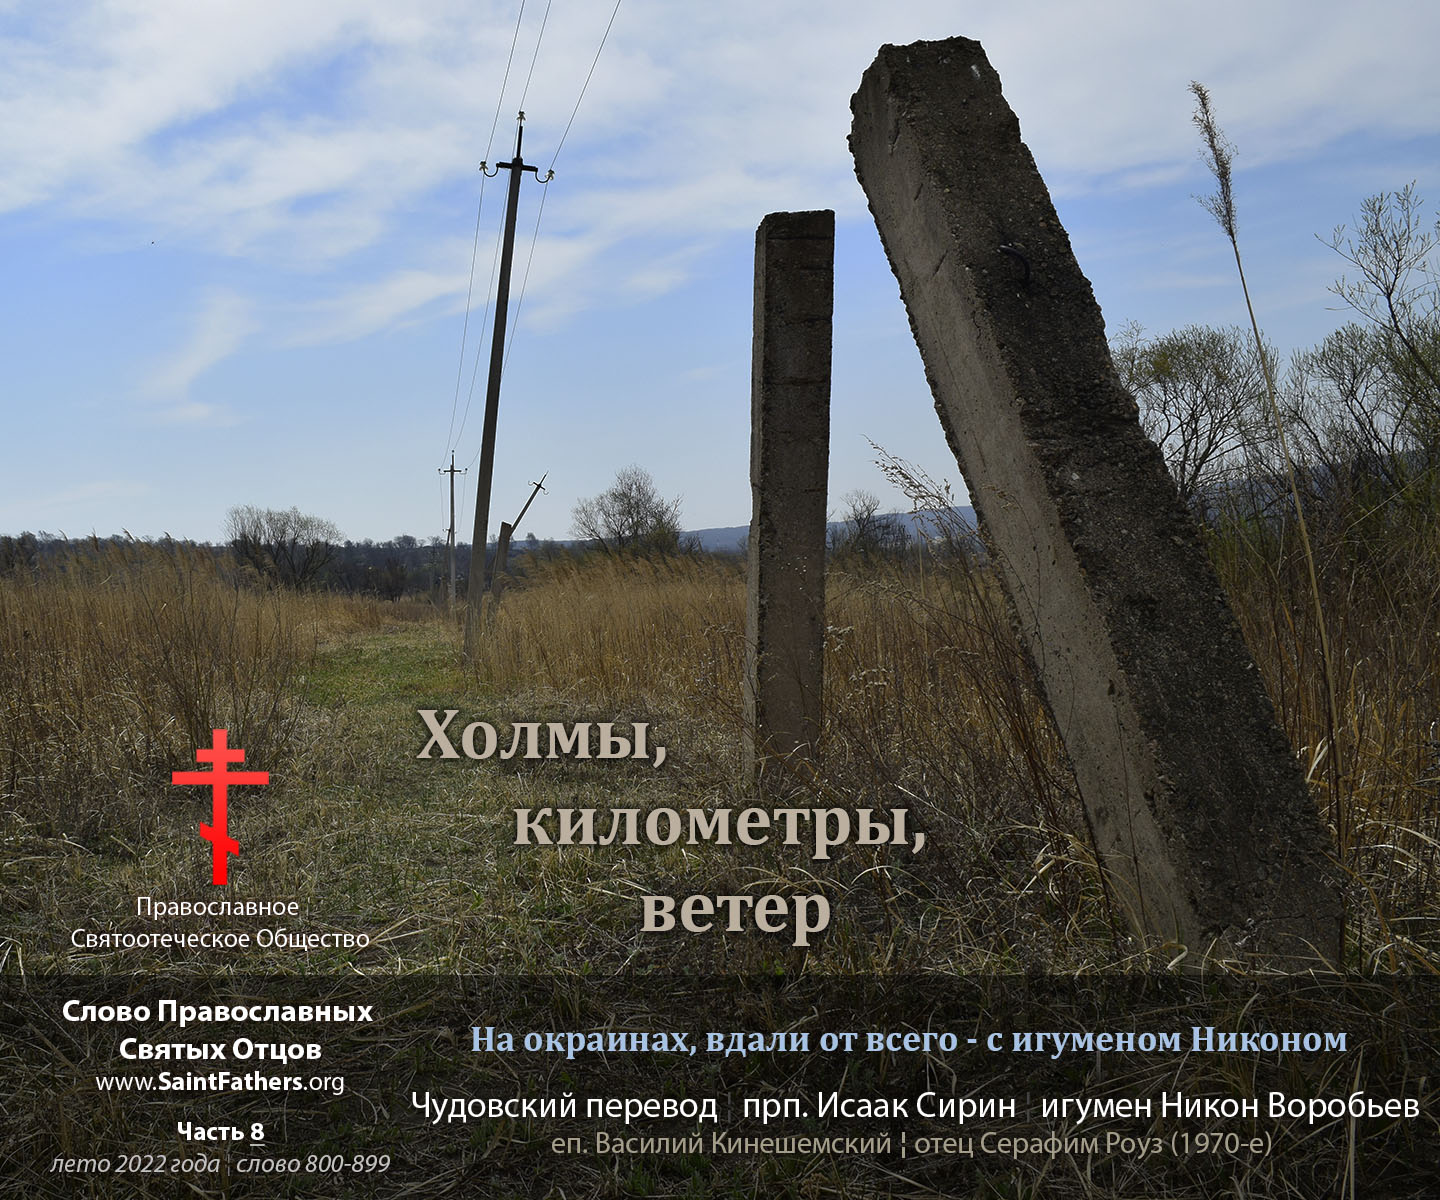 Холмы,
километры,
ветер
Православное
Святоотеческое Общество
Слово Православных
Святых Отцов
www.SaintFathers.org
Часть 8
лето 2022 года ¦ слово 800-899
На окраинах, вдали от всего - с игуменом Никоном
Чудовский перевод | прп. Исаак Сирин | игумен Никон Воробьев
еп. Василий Кинешемский ¦ отец Серафим Роуз (1970-е)